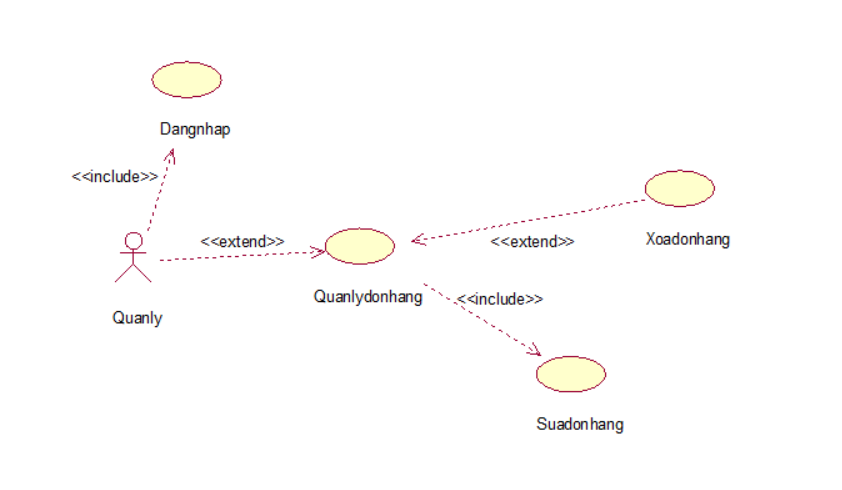 Dangnhap
<<include>>
<<extend>>
<<extend>>
Xoadonhang
Quanlydonhang
<<include>>
Quanly
Suadonhang